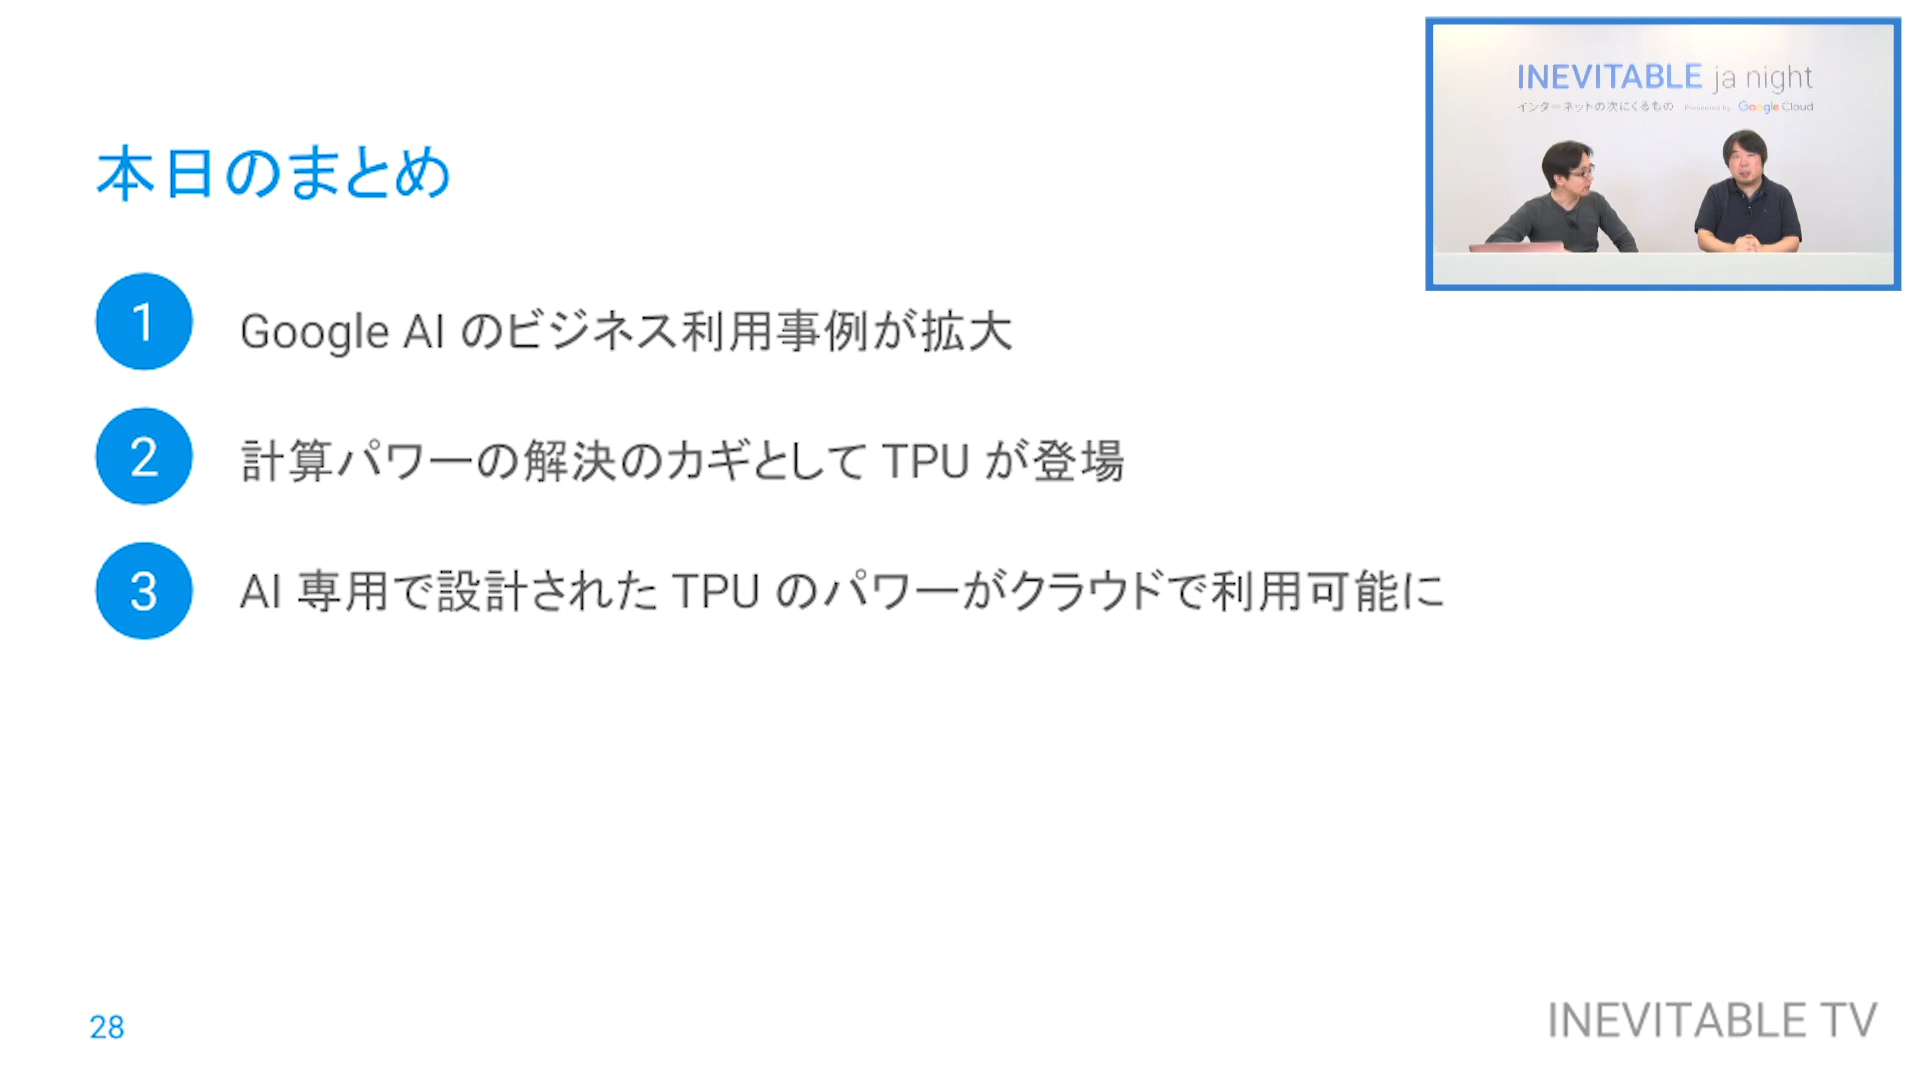 本日のまとめ
1 Google AI のビジネス利用事例が拡大
2 計算パワーの解決のカギとして TPU が登場
3 AI 専用で設計された TPU のパワーがクラウドで利用可能に
INEVITABLE ja night
インターネットの次にくるもの Presented by Google Cloud
28
INEVITABLE TV